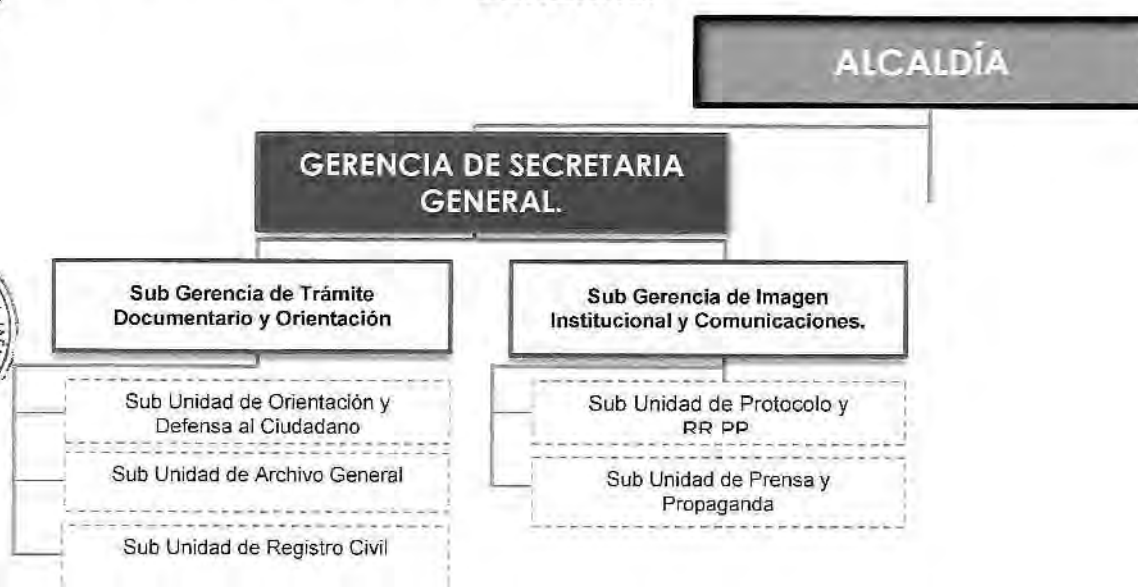 ALCALDÍA
GERENCIA DE SECRETARIA
GENERAL.
Sub Gerencia de Trámite
Documentario y Orientación
Sub Gerencia de Imagen
Institucional y Comunicaciones.
Sub Unidad de Orientación y
Defensa al Ciudadano
Sub Unidad de Archivo General
Sub Unidad de Registro Civil
Sub Unidad de Protocolo y
RR PP
Sub Unidad de Prensa y
Propaganda